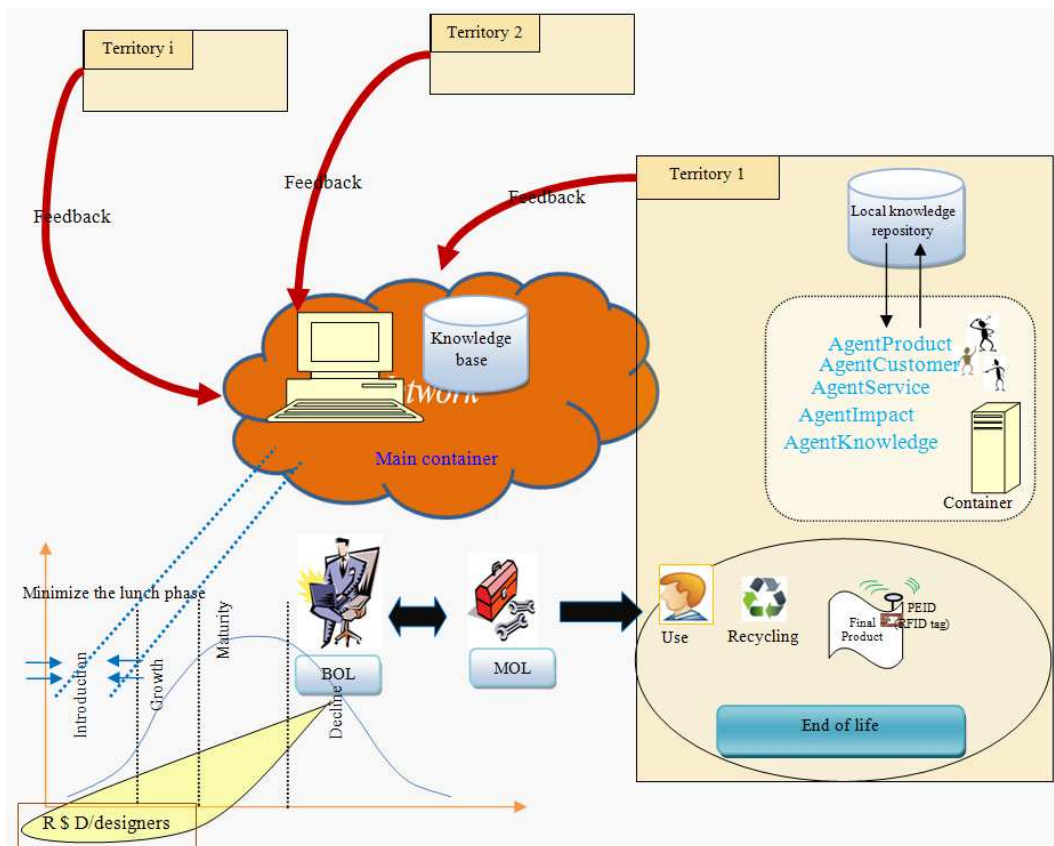 Territory i
Territory 2
Territory 1
Feedback
Feedback
Feedback
Local knowledge
repository
Knowledge
base
AgentProduct
AgentCustomer
AgentService
AgentImpact
AgentKnowledge
Main container
Container
Minimize the lunch phase
Introduction
Growth
Maturity
Decline
BOL
MOL
Use
Recycling
Final
Product
PEID
(RFID tag)
End of life
R $ D/designers